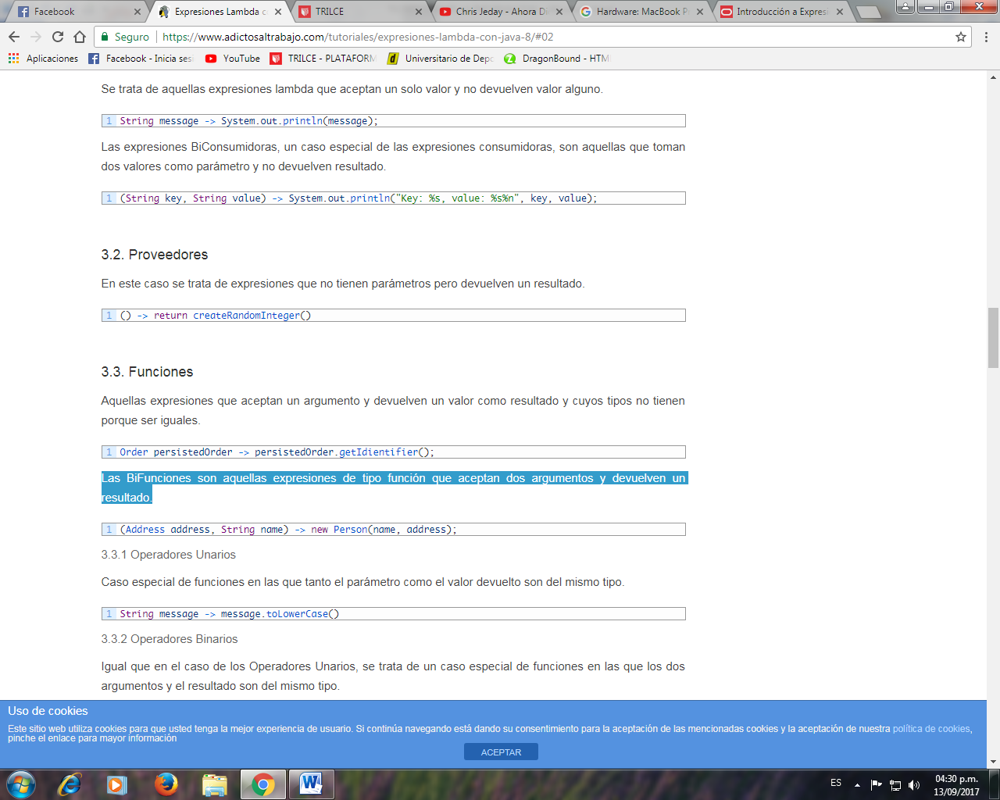 Facebook
Expresiones Lambda c
TRILCE
Chris Jeday - Ahora D
Hardware: MacBook P
Introducción a Expresi
Seguro
https://www.adictosaltrabajo.com/tutoriales/expresiones-lambda-con-java-8/#02
Aplicaciones
Facebook - Inicia ses
YouTube
TRILCE - PLATAFORM
Universitario de Depo
DragonBound - HTM
Se trata de aquellas expresiones lambda que aceptan un solo valor y no devuelven valor alguno.
1 String message -> System.out.println(message);
Las expresiones BiConsumidoras, un caso especial de las expresiones consumidoras, son aquellas que toman
dos valores como parámetro y no devuelven resultado.
1 (String key, String value) -> System.out.println("Key: %s, value: %s%n", key, value);
3.2. Proveedores
En este caso se trata de expresiones que no tienen parámetros pero devuelven un resultado.
1 () -> return createRandomInteger()
3.3. Funciones
Aquellas expresiones que aceptan un argumento y devuelven un valor como resultado y cuyos tipos no tienen
porque ser iguales.
1 Order persistedOrder -> persistedOrder.getIdientifier();
Las BiFunciones son aquellas expresiones de tipo función que aceptan dos argumentos y devuelven un
resultado.
1 (Address address, String name) -> new Person(name, address);
3.3.1 Operadores Unarios
Caso especial de funciones en las que tanto el parámetro como el valor devuelto son del mismo tipo.
1 String message -> message.toLowerCase()
3.3.2 Operadores Binarios
Igual que en el caso de los Operadores Unarios, se trata de un caso especial de funciones en las que los dos
argumentos y el resultado son del mismo tipo.
Uso de cookies
Este sitio web utiliza cookies para que usted tenga la mejor experiencia de usuario. Si continúa navegando está dando su consentimiento para la aceptación de las mencionadas cookies y la aceptación de nuestra política de cookies,
pinche el enlace para mayor información
ACEPTAR
ES
04:30 p.m.
13/09/2017